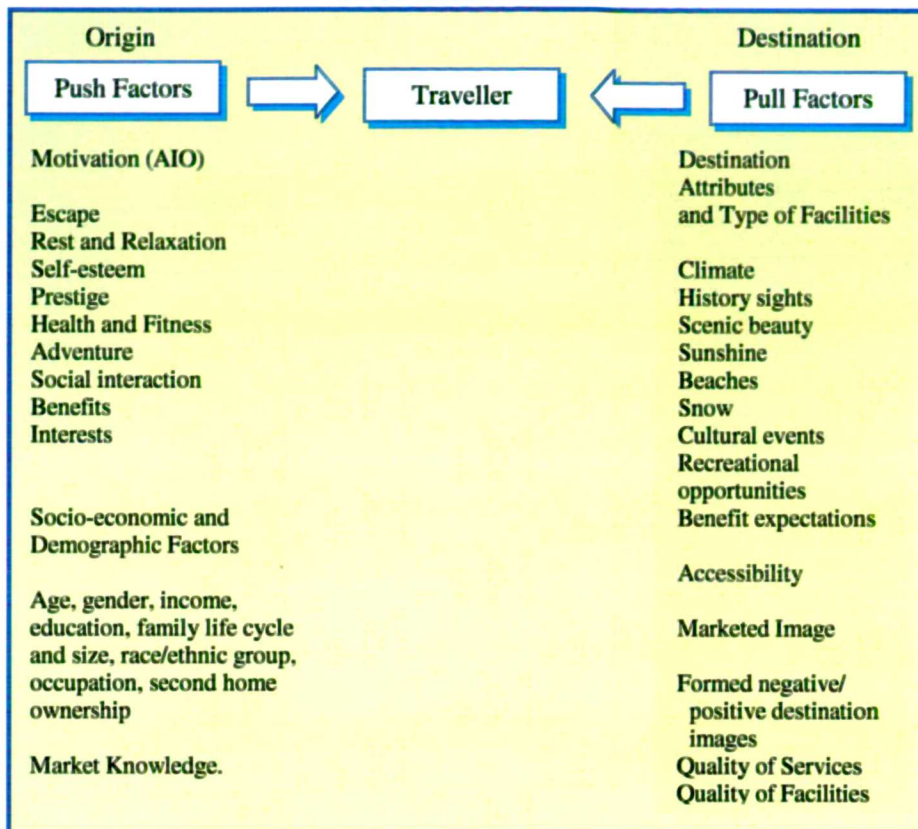 Origin
Destination
Push Factors
Traveller
Pull Factors
Motivation (AIO)
Escape
Rest and Relaxation
Self-esteem
Prestige
Health and Fitness
Adventure
Social interaction
Benefits
Interests
Socio-economic and
Demographic Factors
Age, gender, income,
education, family life cycle
and size, race/ethnic group,
occupation, second home
ownership
Market Knowledge.
Destination
Attributes
and Type of Facilities
Climate
History sights
Scenic beauty
Sunshine
Beaches
Snow
Cultural events
Recreational
opportunities
Benefit expectations
Accessibility
Marketed Image
Formed negative/
positive destination
images
Quality of Services
Quality of Facilities